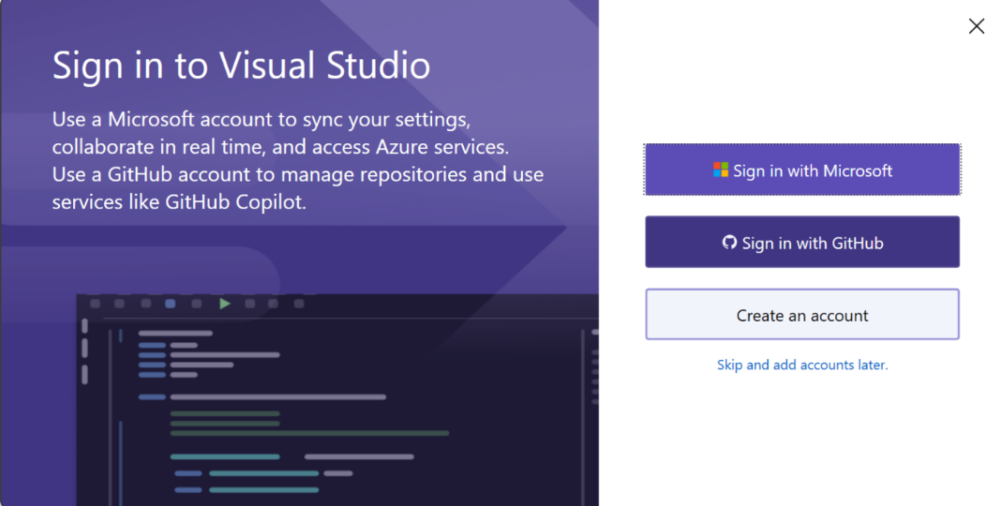 Sign in to Visual Studio
Use a Microsoft account to sync your settings,
collaborate in real time, and access Azure services.
Use a GitHub account to manage repositories and use
services like GitHub Copilot.
Sign in with Microsoft
Sign in with GitHub
Create an account
Skip and add accounts later.